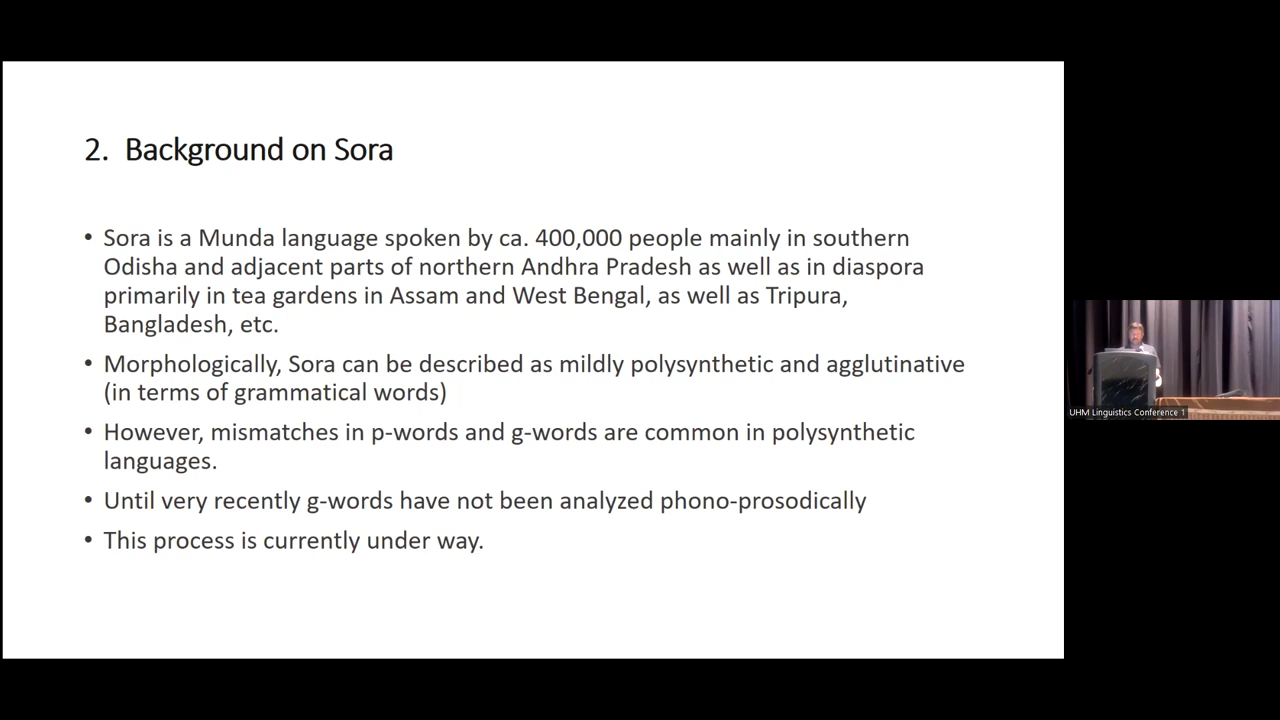 2. Background on Sora
• Sora is a Munda language spoken by ca. 400,000 people mainly in southern
Odisha and adjacent parts of northern Andhra Pradesh as well as in diaspora
primarily in tea gardens in Assam and West Bengal, as well as Tripura,
Bangladesh, etc.
• Morphologically, Sora can be described as mildly polysynthetic and agglutinative
(in terms of grammatical words)
• However, mismatches in p-words and g-words are common in polysynthetic
languages.
• Until very recently g-words have not been analyzed phono-prosodically
• This process is currently under way.
UHM Linguistics Conference 1